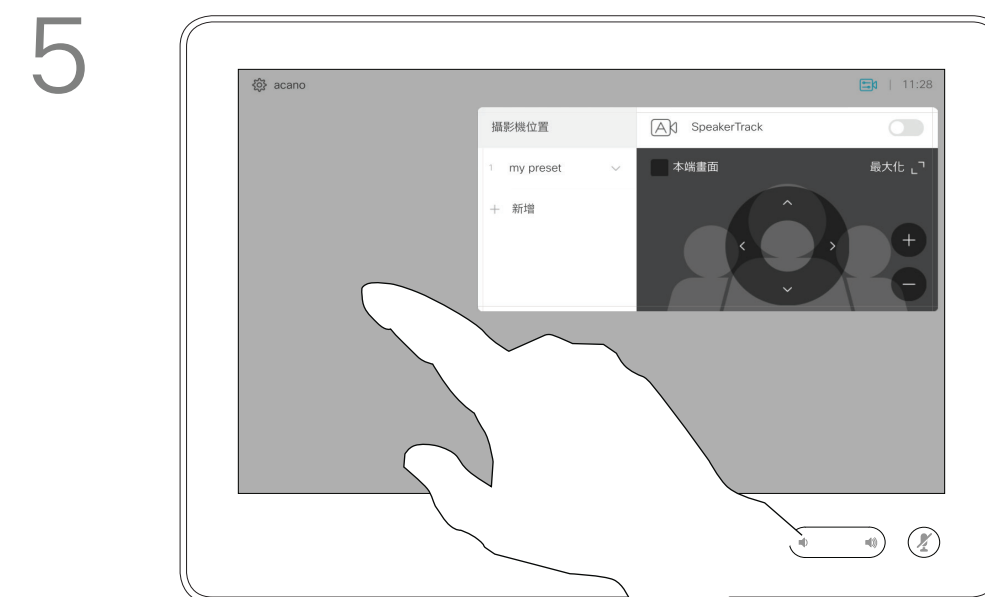 5
acano
11:28
攝影機位置
SpeakerTrack
1 my preset
本端畫面
最大化
+ 新增